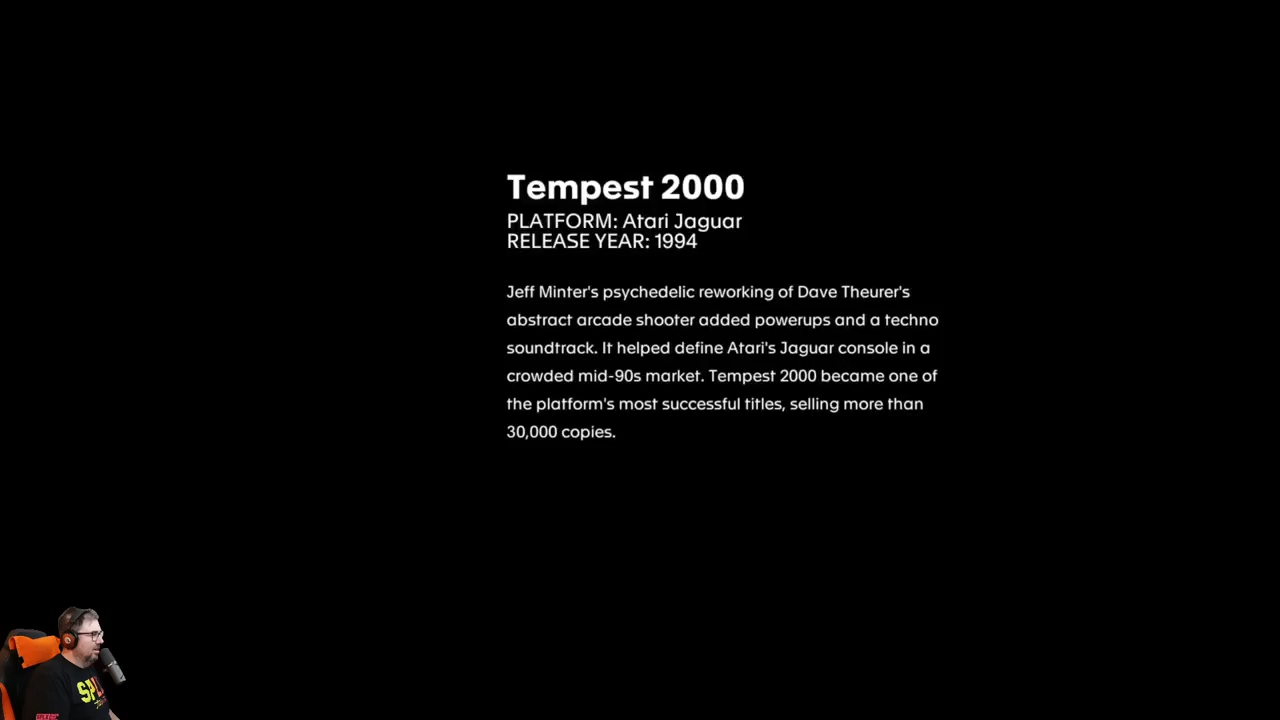 Tempest 2000
PLATFORM: Atari Jaguar
RELEASE YEAR: 1994
Jeff Minter's psychedelic reworking of Dave Theurer's
abstract arcade shooter added powerups and a techno
soundtrack. It helped define Atari's Jaguar console in a
crowded mid-90s market. Tempest 2000 became one of
the platform's most successful titles, selling more than
30,000 copies.